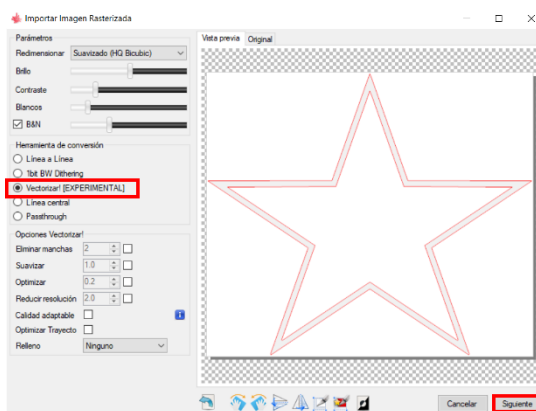 Importar Imagen Rasterizada
Parámetros
Redimensionar Suavizado (HQ Bicubic)
Brillo
Contraste
Blancos
B&N
Herramienta de conversión
Línea a Línea
1bit BW Dithering
Vectorizar! [EXPERIMENTAL]
Línea central
Passthrough
Opciones Vectorizar!
Eliminar manchas 2
Suavizar 1.0
Optimizar 0.2
Reducir resolución 2.0
Calidad adaptable
Optimizar Trayecto
Relleno Ninguno
Vista previa Original
Cancelar Siguiente